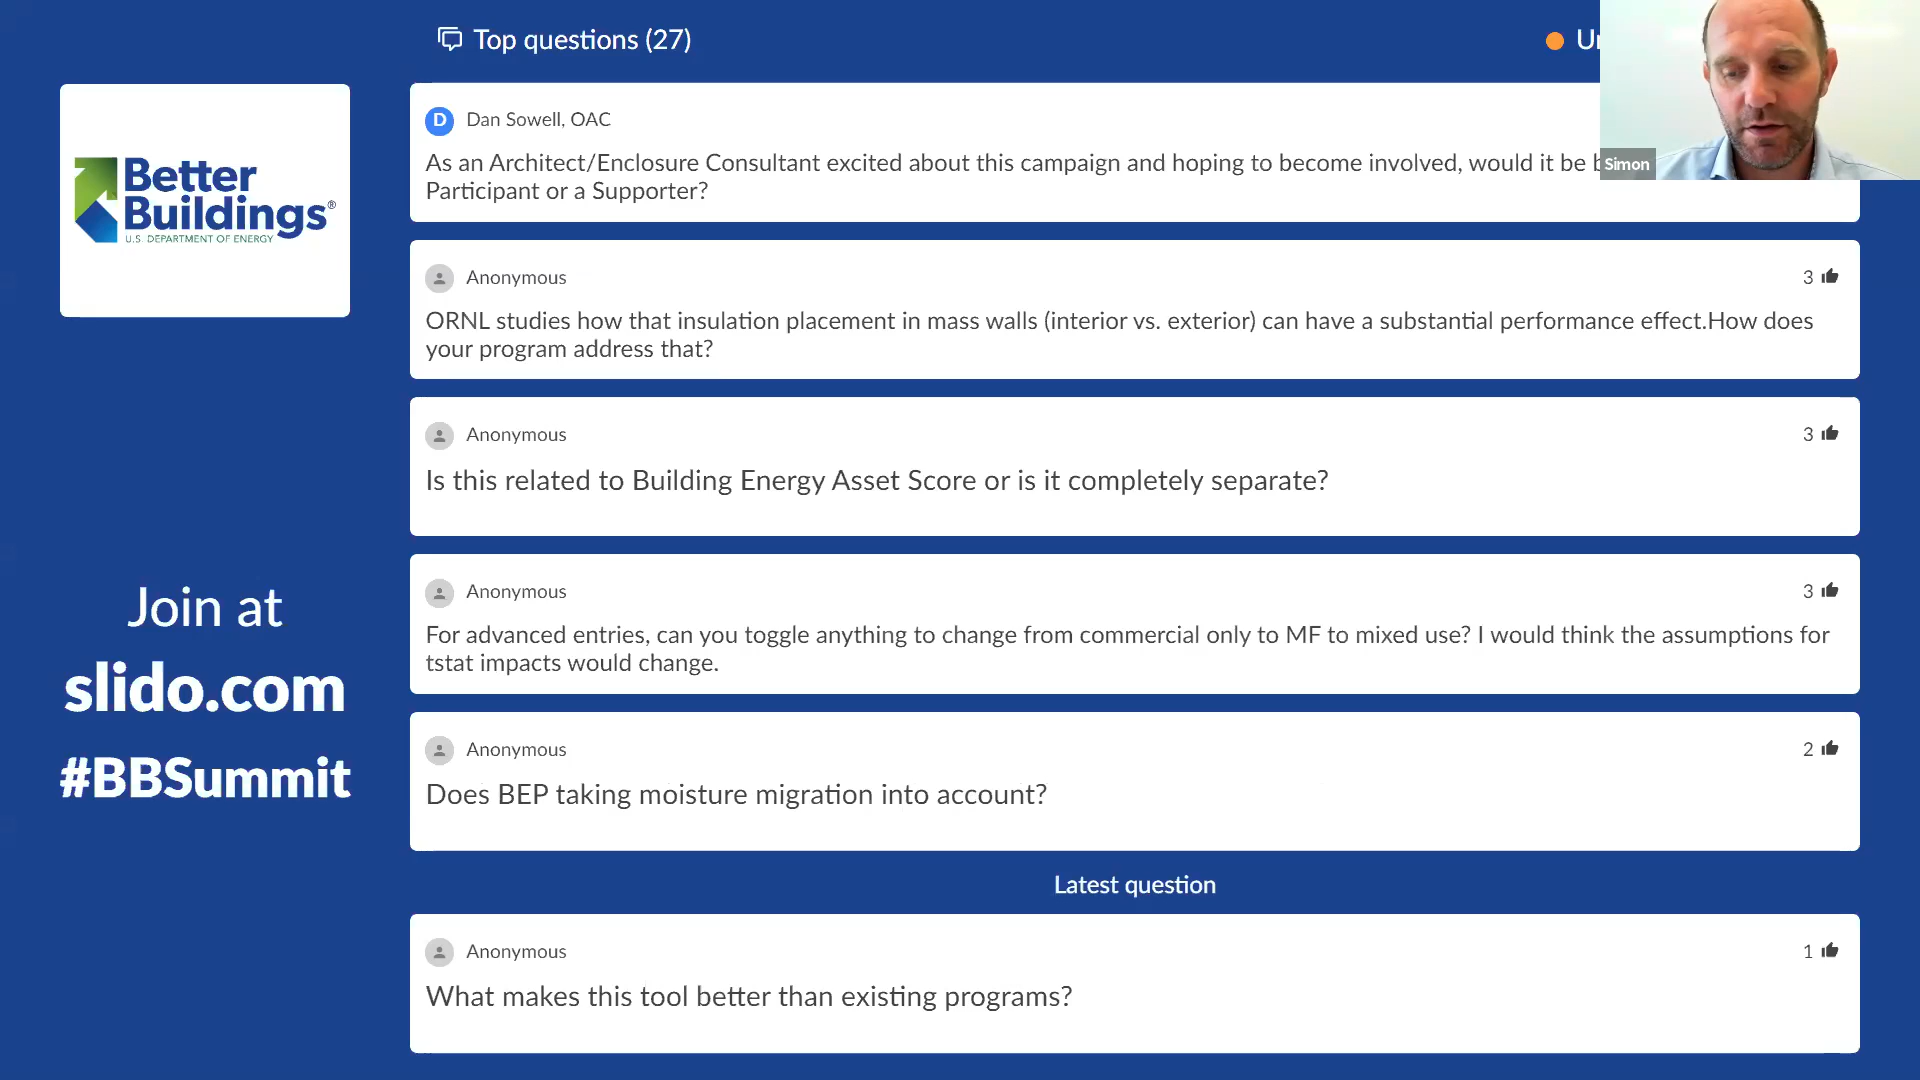 Top questions (27)
Better
Buildings®
U.S. DEPARTMENT OF ENERGY
Join at
slido.com
#BBSummit
D Dan Sowell, OAC
As an Architect/Enclosure Consultant excited about this campaign and hoping to become involved, would it be
Participant or a Supporter?
Simon
Anonymous
3
ORNL studies how that insulation placement in mass walls (interior vs. exterior) can have a substantial performance effect.How does
your program address that?
Anonymous
3
Is this related to Building Energy Asset Score or is it completely separate?
Anonymous
3
For advanced entries, can you toggle anything to change from commercial only to MF to mixed use? I would think the assumptions for
tstat impacts would change.
Anonymous
2
Does BEP taking moisture migration into account?
Latest question
Anonymous
1
What makes this tool better than existing programs?